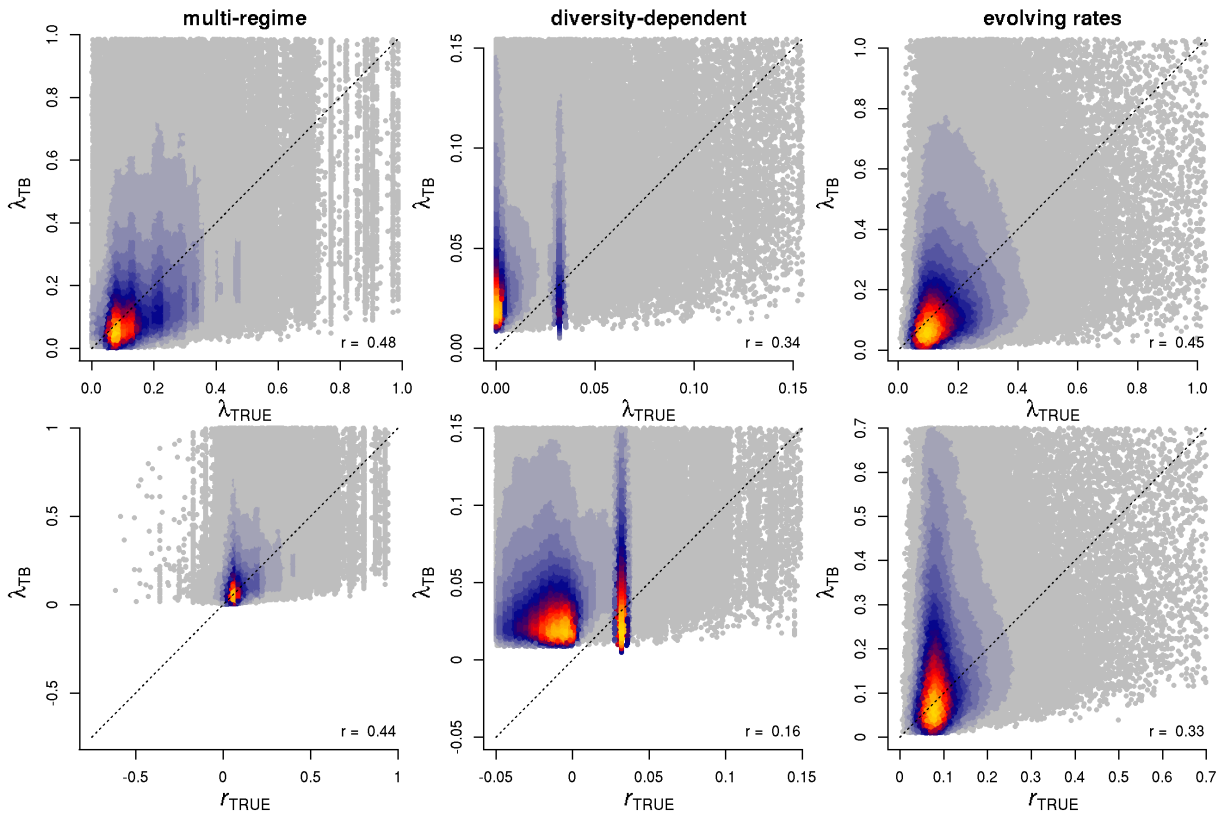 multi-regime
diversity-dependent
evolving rates
λTB
0.0 0.2 0.4 0.6 0.8 1.0
r = 0.48
0.0 0.2 0.4 0.6 0.8 1.0
λTRUE
λTB
0.00 0.05 0.10 0.15
r = 0.34
0.00 0.05 0.10 0.15
λTRUE
λTB
0.0 0.2 0.4 0.6 0.8 1.0
r = 0.45
0.0 0.2 0.4 0.6 0.8 1.0
λTRUE
λTB
-0.5 0 0.5 1
r = 0.44
-0.5 0 0.5 1
rTRUE
λTB
-0.05 0 0.05 0.1 0.15
r = 0.16
-0.05 0 0.05 0.1 0.15
rTRUE
λTB
0 0.1 0.2 0.3 0.4 0.5 0.6 0.7
r = 0.33
0 0.1 0.2 0.3 0.4 0.5 0.6 0.7
rTRUE